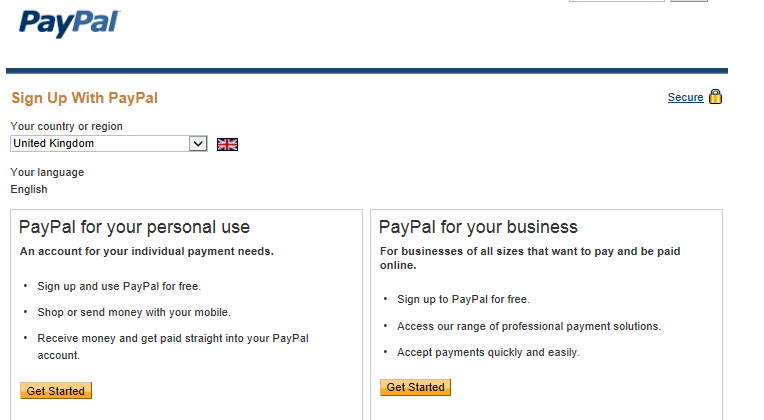 PayPal
Sign Up With PayPal
Secure
Your country or region
United Kingdom
Your language
English
PayPal for your personal use
An account for your individual payment needs.
• Sign up and use PayPal for free.
• Shop or send money with your mobile.
• Receive money and get paid straight into your PayPal
account.
Get Started
PayPal for your business
For businesses of all sizes that want to pay and be paid
online.
• Sign up to PayPal for free.
• Access our range of professional payment solutions.
• Accept payments quickly and easily.
Get Started